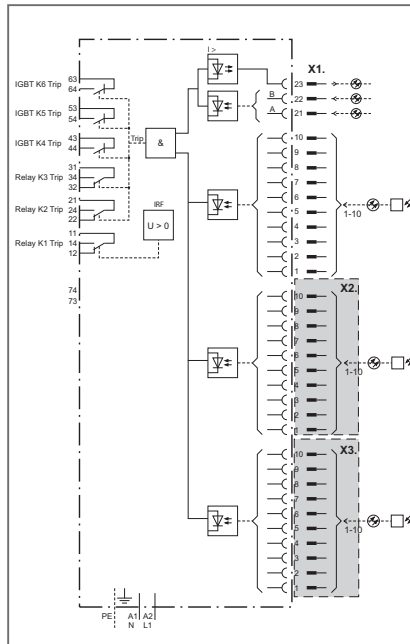 I >
X1.
23
B 22
A 21
IGBT K6 Trip 63
64
IGBT K5 Trip 53
54
IGBT K4 Trip 43
44
Trip
&
Relay K3 Trip 31
34
32
Relay K2 Trip 21
24
22
IRF
U > 0
Relay K1 Trip 11
14
12
74
73
10
9
8
7
6
5
4
3
2
1
1-10
X2.
10
9
8
7
6
5
4
3
2
1
1-10
X3.
10
9
8
7
6
5
4
3
2
1
1-10
PE A1 A2
N L1